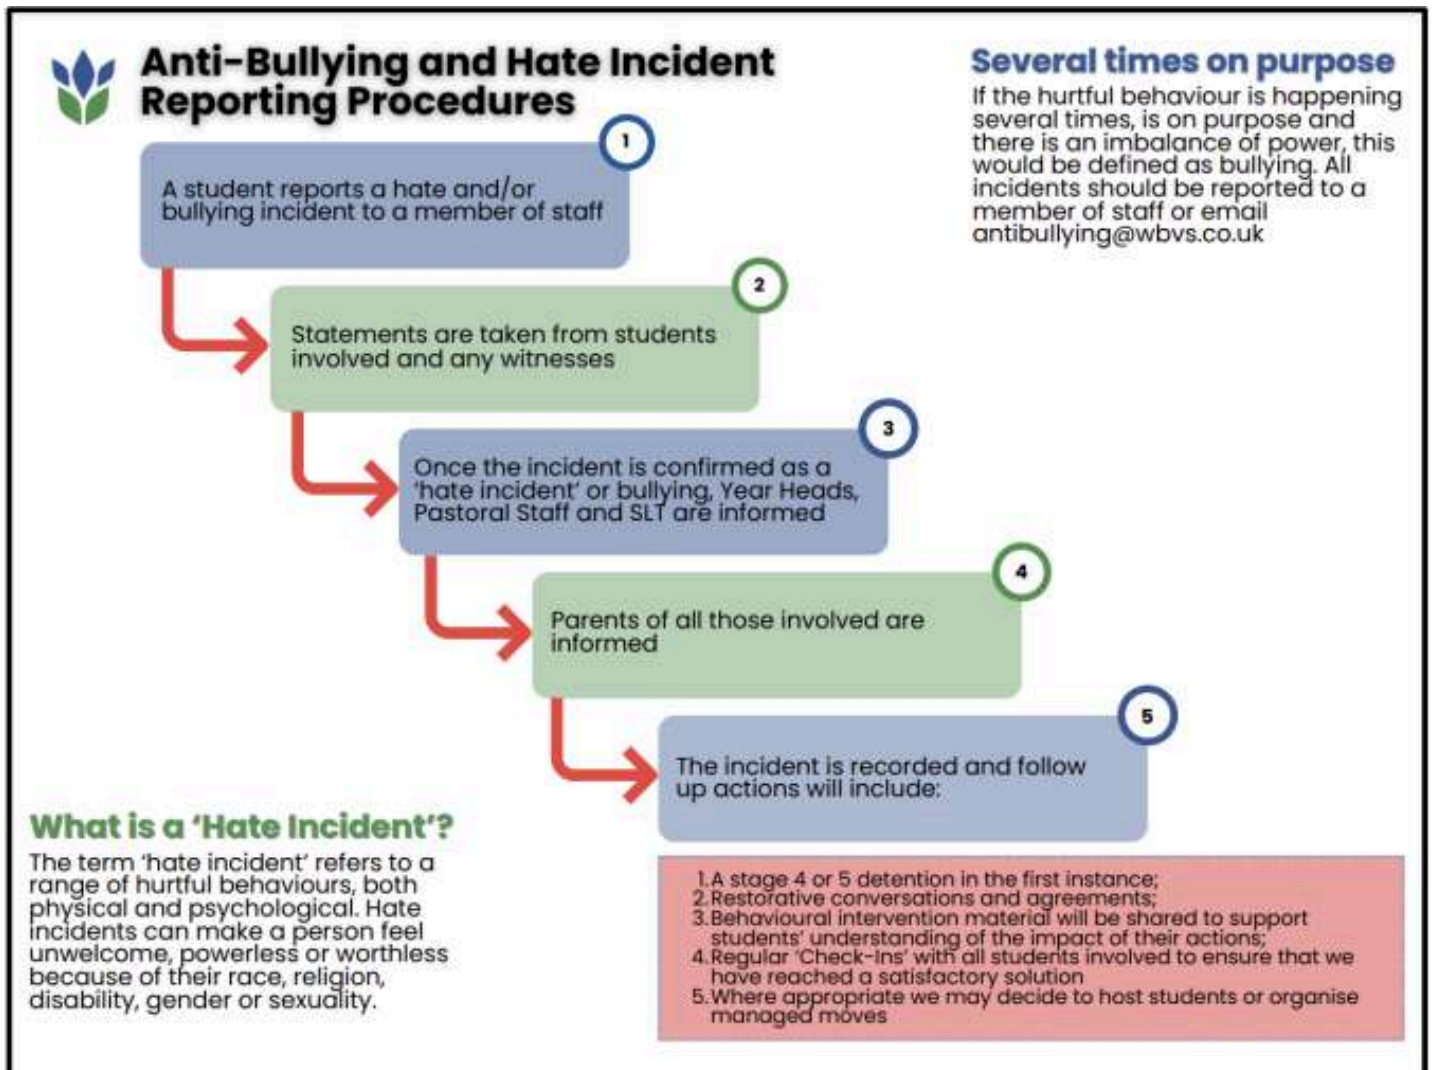 Anti-Bullying and Hate Incident
Reporting Procedures
Several times on purpose
If the hurtful behaviour is happening
several times, is on purpose and
there is an imbalance of power, this
would be defined as bullying. All
incidents should be reported to a
member of staff or email
antibullying@wbvs.co.uk
1
A student reports a hate and/or
bullying incident to a member of staff
2
Statements are taken from students
involved and any witnesses
3
Once the incident is confirmed as a
'hate incident' or bullying, Year Heads,
Pastoral Staff and SLT are informed
4
Parents of all those involved are
informed
5
The incident is recorded and follow
up actions will include:
1.A stage 4 or 5 detention in the first instance;
2.Restorative conversations and agreements;
3.Behavioural intervention material will be shared to support
students' understanding of the impact of their actions;
4.Regular 'Check-Ins' with all students involved to ensure that we
have reached a satisfactory solution
5.Where appropriate we may decide to host students or organise
managed moves
What is a 'Hate Incident'?
The term 'hate incident' refers to a
range of hurtful behaviours, both
physical and psychological. Hate
incidents can make a person feel
unwelcome, powerless or worthless
because of their race, religion,
disability, gender or sexuality.